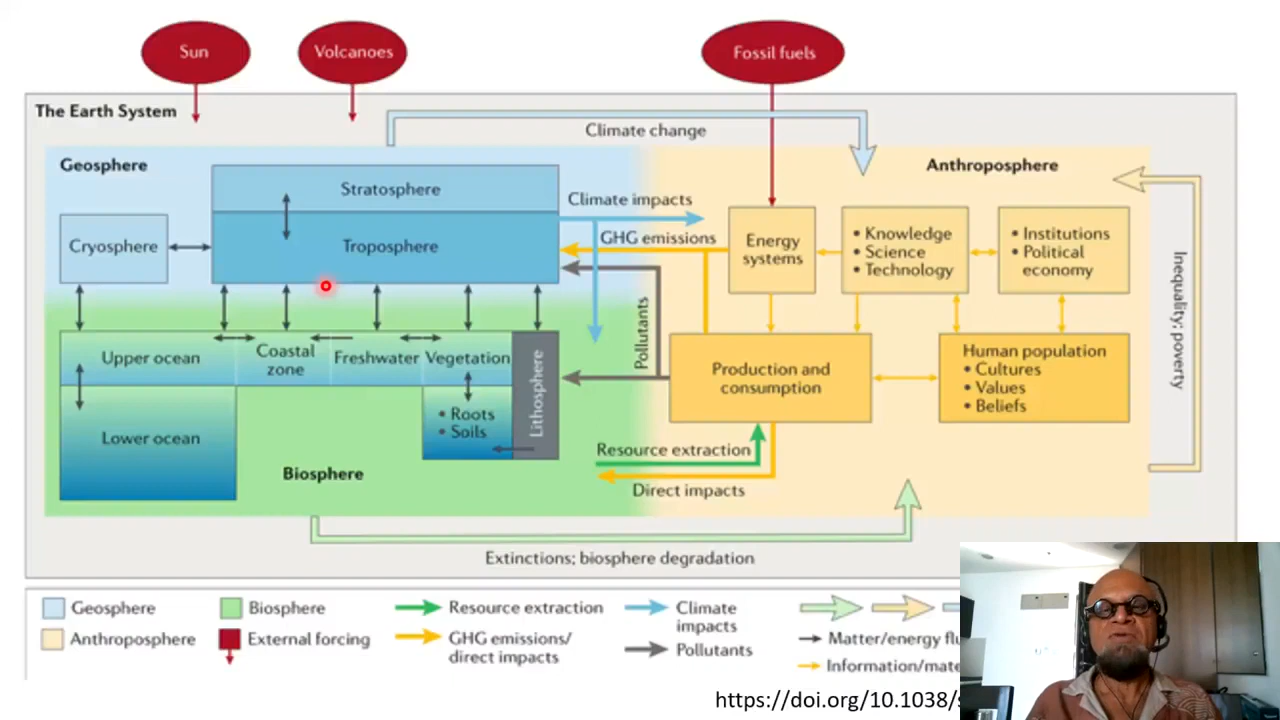 Sun
Volcanoes
Fossil fuels
The Earth System
Climate change
Geosphere
Anthroposphere
Stratosphere
Climate impacts
Cryosphere
Troposphere
GHG emissions
Energy
systems
• Knowledge
• Science
• Technology
• Institutions
• Political
economy
Inequality; poverty
Pollutants
Upper ocean
Coastal
zone
Freshwater
Vegetation
Lithosphere
Production and
consumption
Human population
• Cultures
• Values
• Beliefs
• Roots
• Soils
Lower ocean
Biosphere
Resource extraction
Direct impacts
Extinctions; biosphere degradation
Geosphere
Biosphere
Resource extraction
Climate
impacts
Anthroposphere
External forcing
GHG emissions/
direct impacts
Pollutants
Matter/energy
https://doi.org/10.1038/